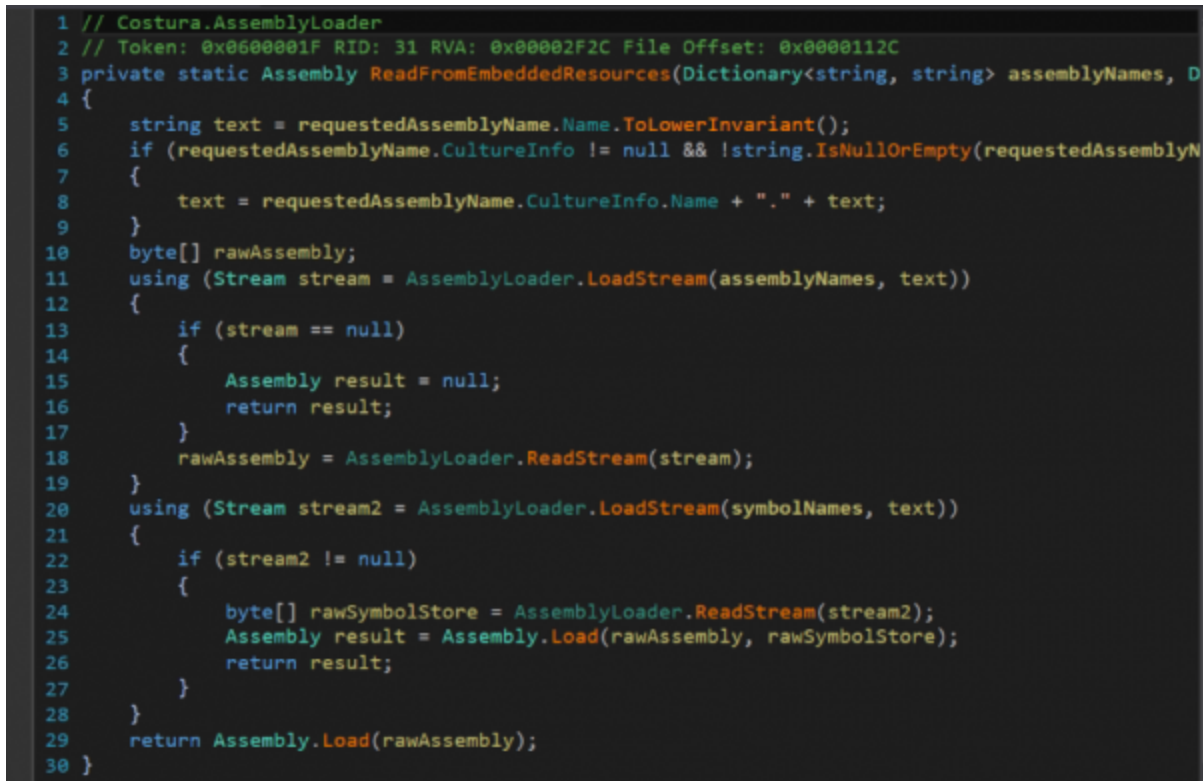 1 // Costura.AssemblyLoader
2 // Token: 0x0600001F RID: 31 RVA: 0x00002F2C File Offset: 0x0000112C
3 private static Assembly ReadFromEmbeddedResources(Dictionary<string, string> assemblyNames, D
4 {
5     string text = requestedAssemblyName.Name.ToLowerInvariant();
6     if (requestedAssemblyName.CultureInfo != null && !string.IsNullOrEmpty(requestedAssemblyN
7     {
8         text = requestedAssemblyName.CultureInfo.Name + "." + text;
9     }
10     byte[] rawAssembly;
11     using (Stream stream = AssemblyLoader.LoadStream(assemblyNames, text))
12     {
13         if (stream == null)
14         {
15             Assembly result = null;
16             return result;
17         }
18         rawAssembly = AssemblyLoader.ReadStream(stream);
19     }
20     using (Stream stream2 = AssemblyLoader.LoadStream(symbolNames, text))
21     {
22         if (stream2 != null)
23         {
24             byte[] rawSymbolStore = AssemblyLoader.ReadStream(stream2);
25             Assembly result = Assembly.Load(rawAssembly, rawSymbolStore);
26             return result;
27         }
28     }
29     return Assembly.Load(rawAssembly);
30 }